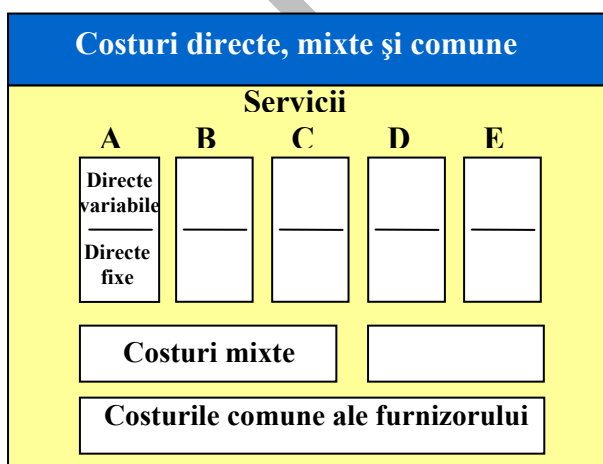 Costuri directe, mixte şi comune
Servicii
A B C D E
Directe
variabile
Directe
fixe
Costuri mixte
Costurile comune ale furnizorului